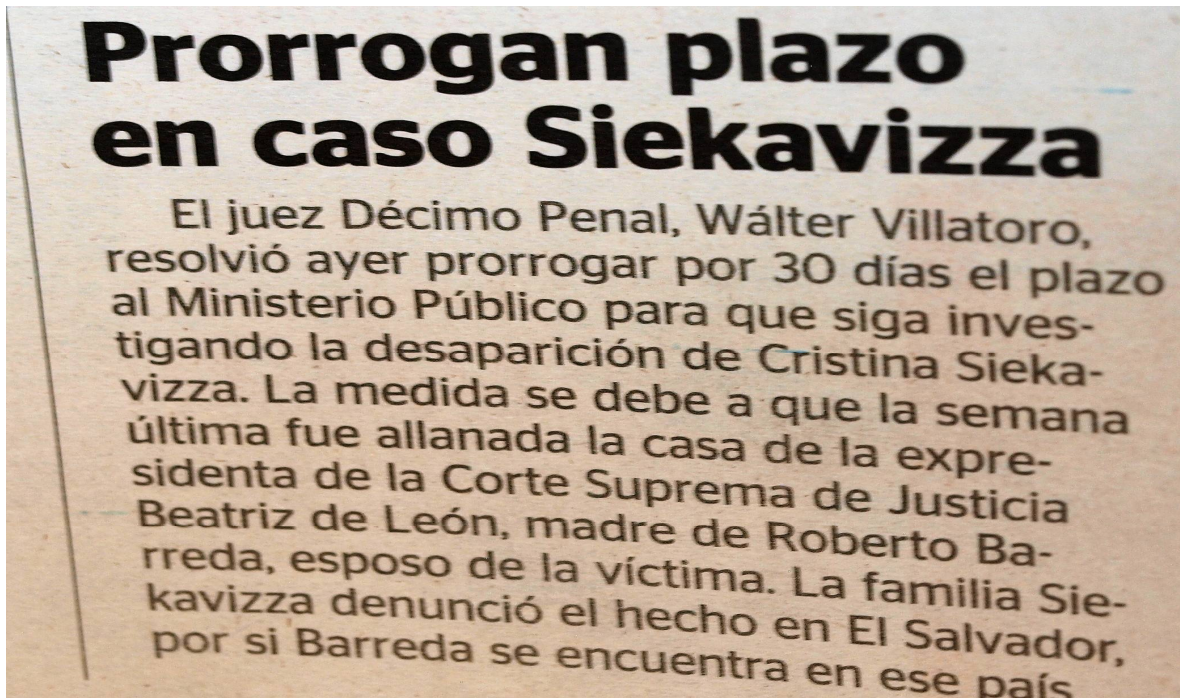 Prorrogan plazo
en caso Siekavizza
El juez Décimo Penal, Wálter Villatoro,
resolvió ayer prorrogar por 30 días el plazo
al Ministerio Público para que siga inves-
tigando la desaparición de Cristina Sieka-
vizza. La medida se debe a que la semana
última fue allanada la casa de la expre-
sidenta de la Corte Suprema de Justicia
Beatriz de León, madre de Roberto Ba-
rreda, esposo de la víctima. La familia Sie-
kavizza denunció el hecho en El Salvador,
por si Barreda se encuentra en ese país